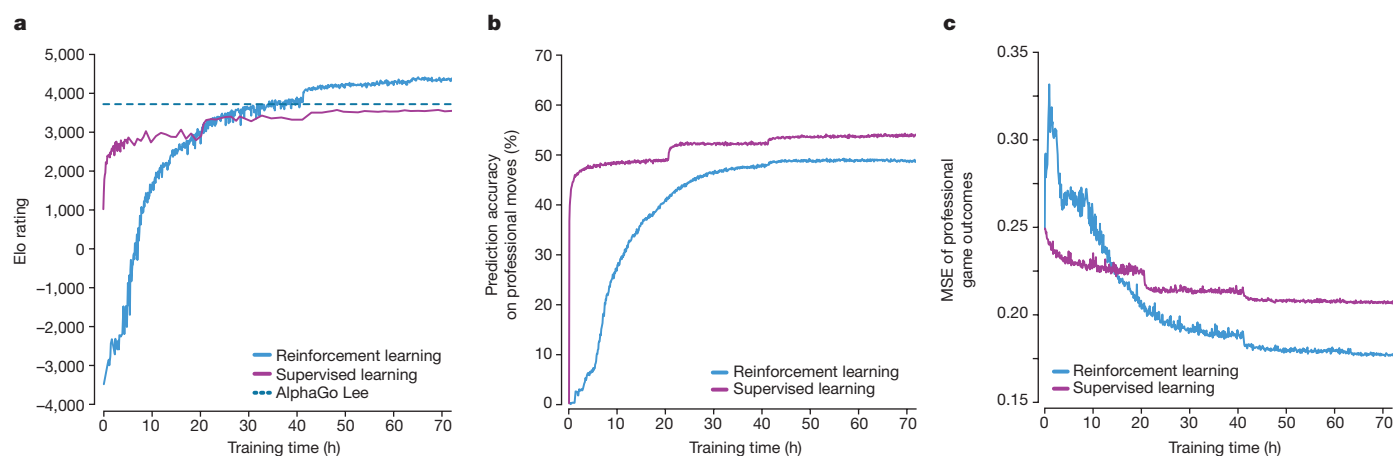 a
5,000
4,000
3,000
2,000
1,000
0
−1,000
−2,000
−3,000
−4,000
Elo rating
0 10 20 30 40 50 60 70
Training time (h)
Reinforcement learning
Supervised learning
AlphaGo Lee
b
70
60
50
40
30
20
10
0
Prediction accuracy
on professional moves (%)
0 10 20 30 40 50 60 70
Training time (h)
Reinforcement learning
Supervised learning
c
0.35
0.30
0.25
0.20
0.15
MSE of professional
game outcomes
0 10 20 30 40 50 60 70
Training time (h)
Reinforcement learning
Supervised learning